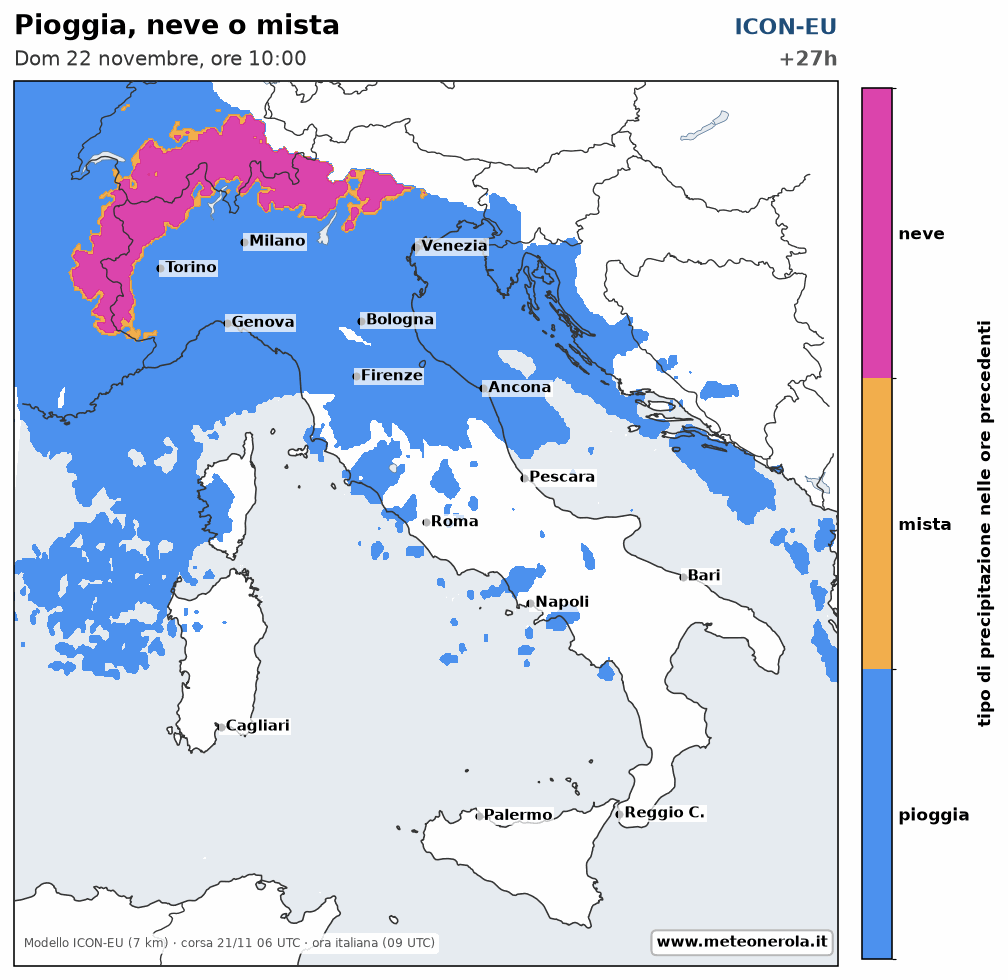 Pioggia, neve o mista
ICON-EU
Dom 22 novembre, ore 10:00
+27h
neve
Milano
Venezia
Torino
Genova
Bologna
Firenze
Ancona
Pescara
Roma
mista
Bari
Napoli
Cagliari
Palermo
Reggio C.
pioggia
tipo di precipitazione nelle ore precedenti
Modello ICON-EU (7 km) · corsa 21/11 06 UTC · ora italiana (09 UTC)
www.meteonerola.it